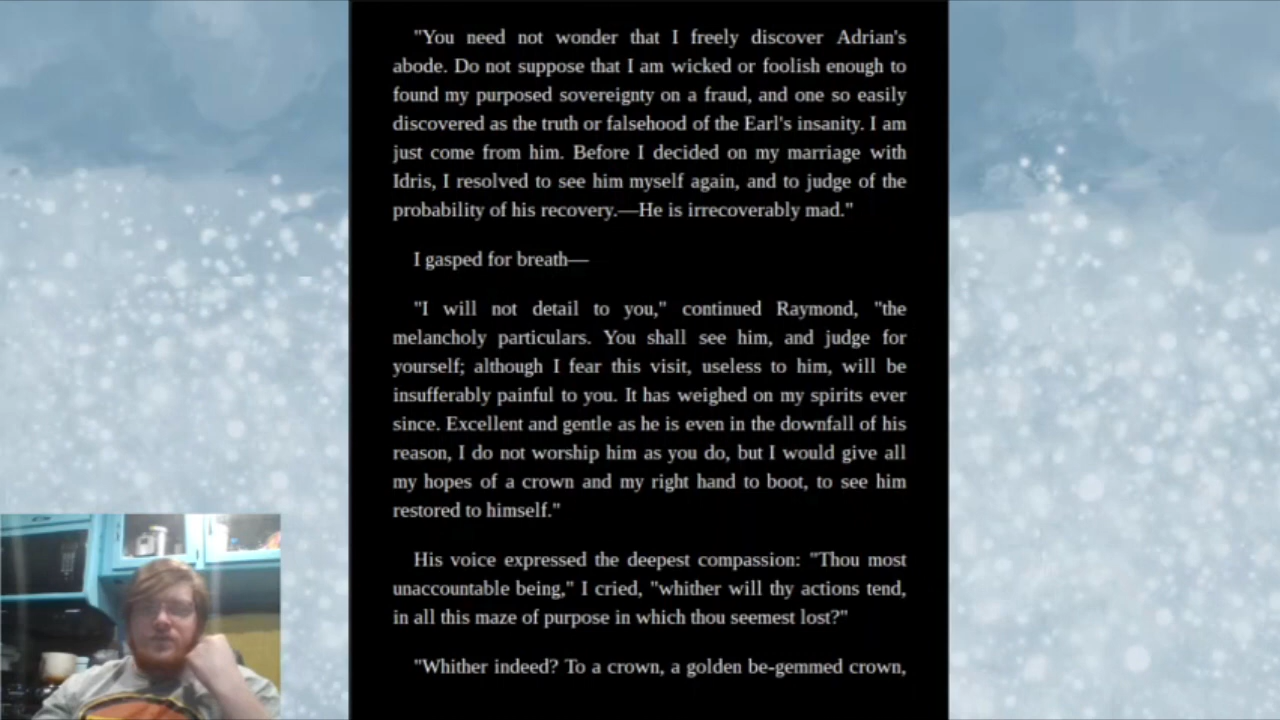 "You need not wonder that I freely discover Adrian's
abode. Do not suppose that I am wicked or foolish enough to
found my purposed sovereignty on a fraud, and one so easily
discovered as the truth or falsehood of the Earl's insanity. I am
just come from him. Before I decided on my marriage with
Idris, I resolved to see him myself again, and to judge of the
probability of his recovery.—He is irrecoverably mad."
I gasped for breath—
"I will not detail to you," continued Raymond, "the
melancholy particulars. You shall see him, and judge for
yourself; although I fear this visit, useless to him, will be
insufferably painful to you. It has weighed on my spirits ever
since. Excellent and gentle as he is even in the downfall of his
reason, I do not worship him as you do, but I would give all
my hopes of a crown and my right hand to boot, to see him
restored to himself."
His voice expressed the deepest compassion: "Thou most
unaccountable being," I cried, "whither will thy actions tend,
in all this maze of purpose in which thou seemest lost?"
"Whither indeed? To a crown, a golden be-gemmed crown,